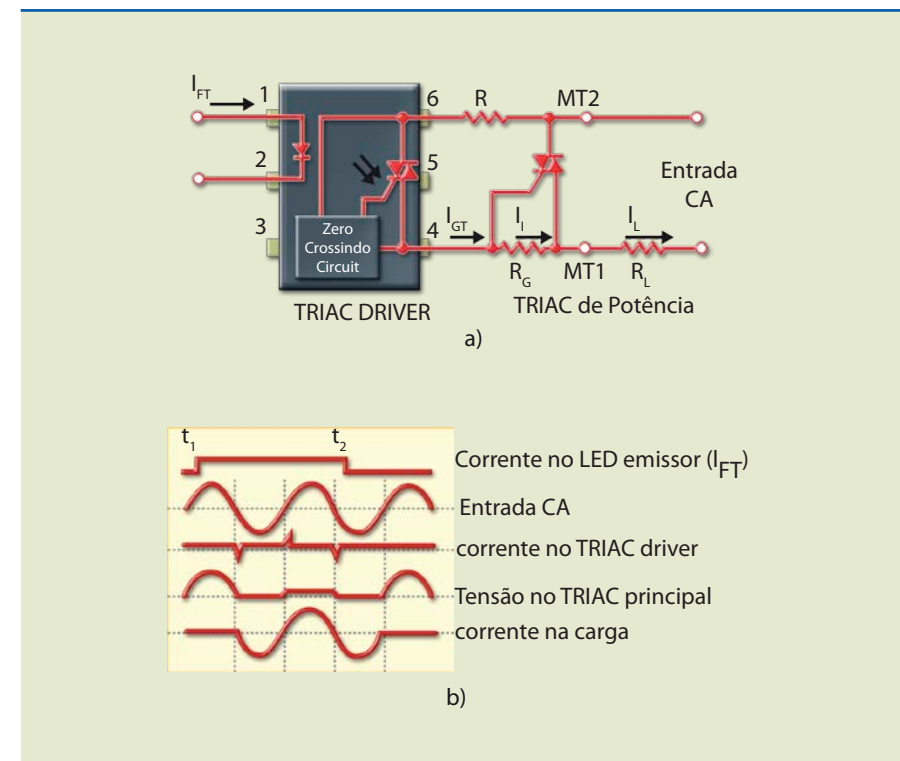 I_FT
1
6
R
MT2
2
5
Entrada
CA
3
Zero
Crossindo
Circuit
4
I_GT
I_I
I_L
R_G
MT1
R_L
TRIAC DRIVER
TRIAC de Potência
a)
t_1
t_2
Corrente no LED emissor (I_FT)
Entrada CA
corrente no TRIAC driver
Tensão no TRIAC principal
corrente na carga
b)